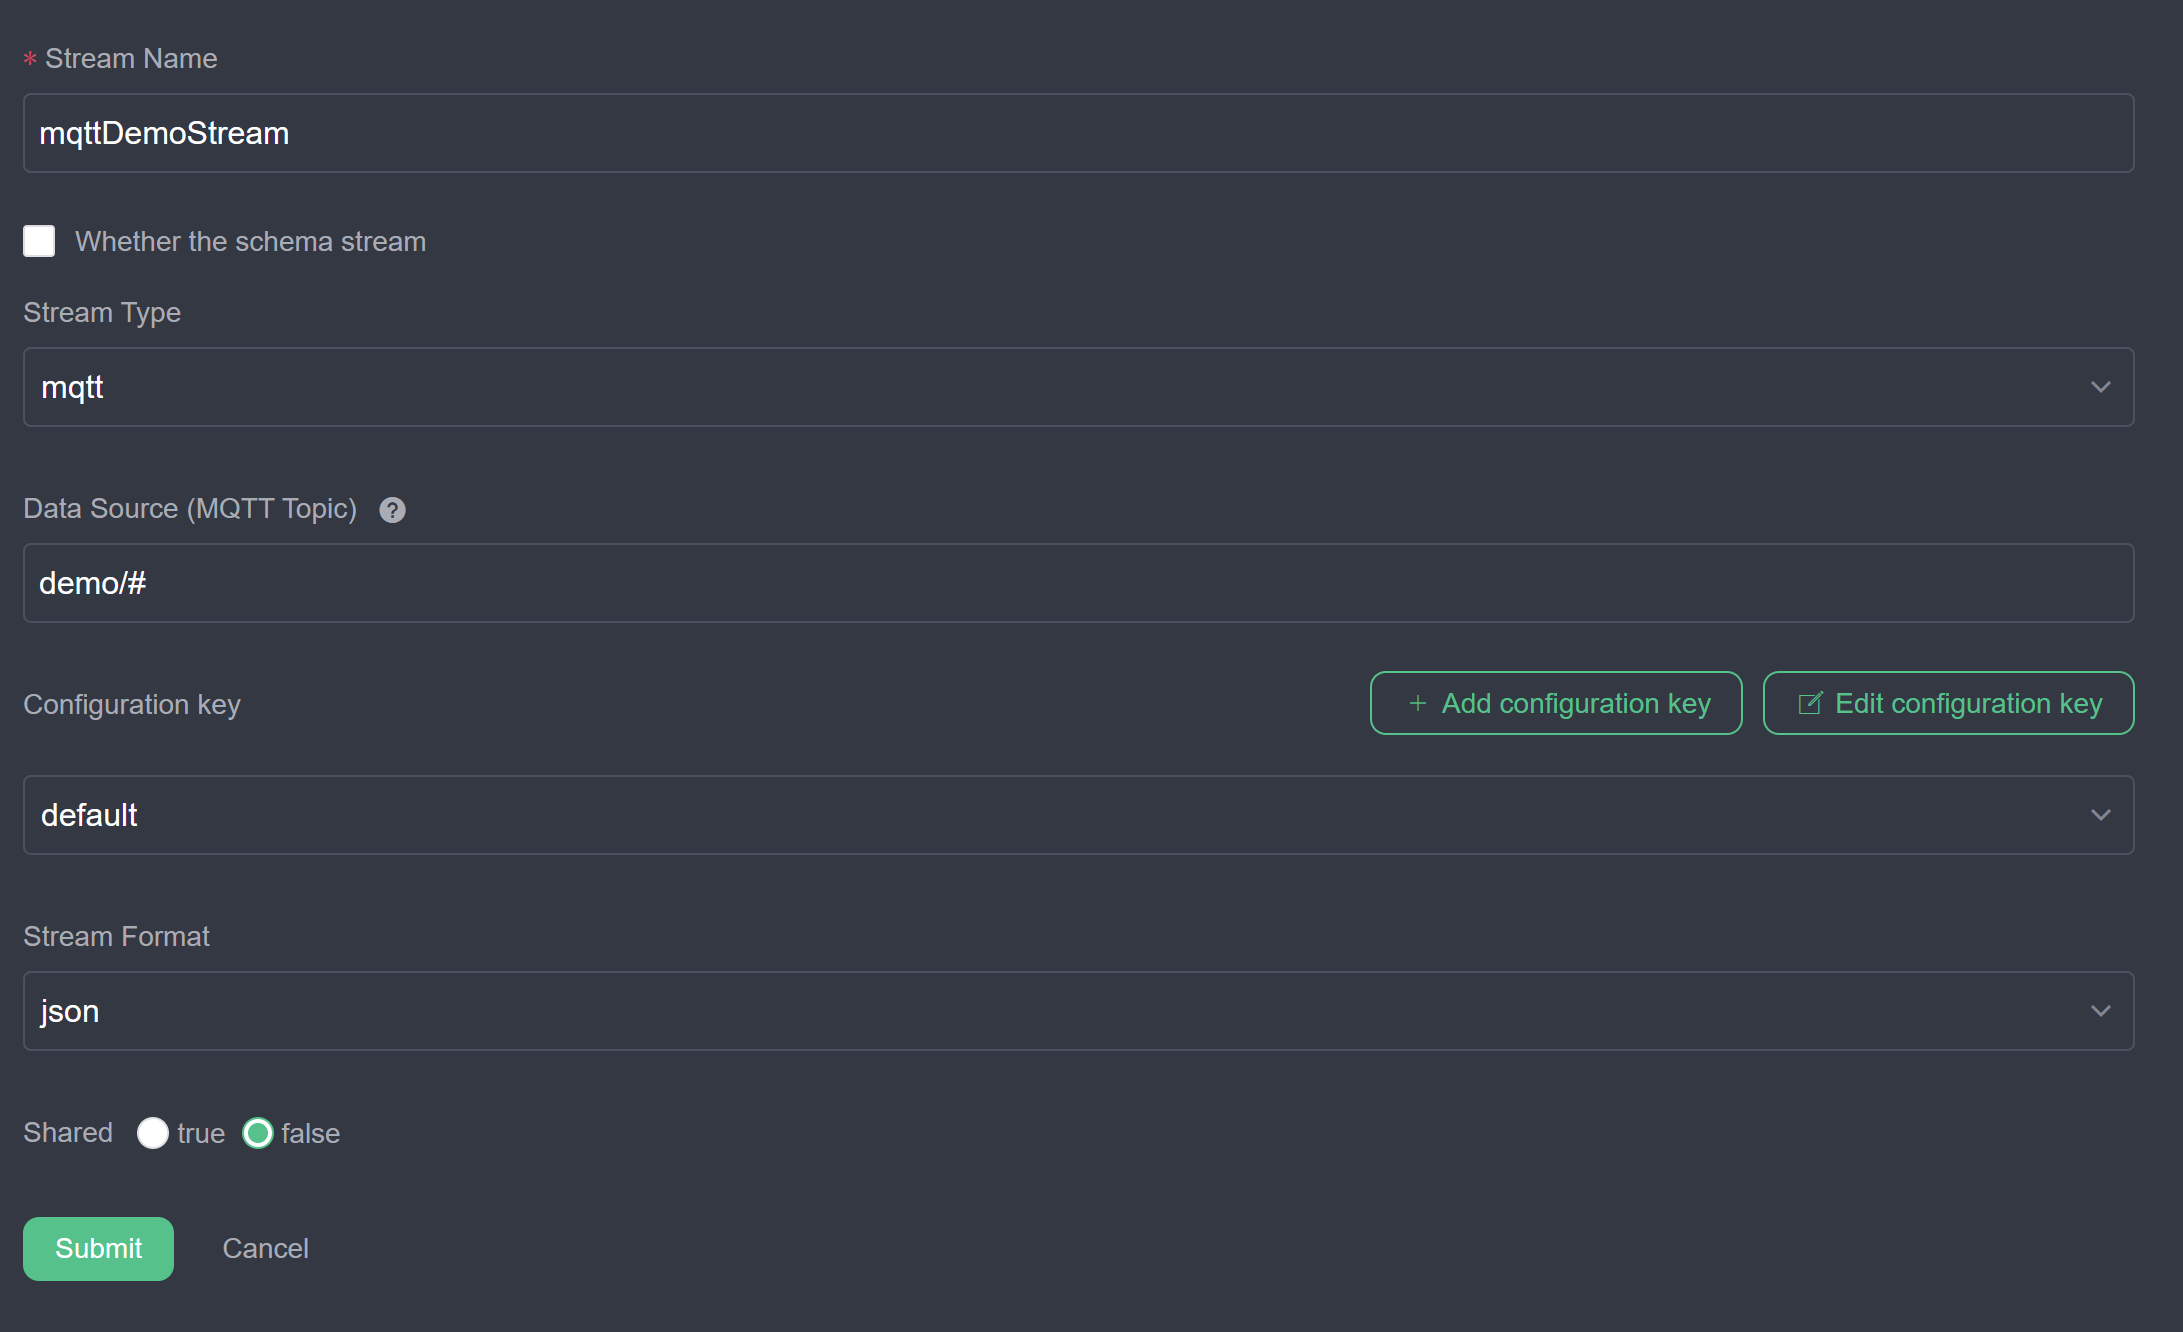 * Stream Name
mqttDemoStream
Whether the schema stream
Stream Type
mqtt
Data Source (MQTT Topic) ?
demo/#
Configuration key
+ Add configuration key
Edit configuration key
default
Stream Format
json
Shared true false
Submit Cancel